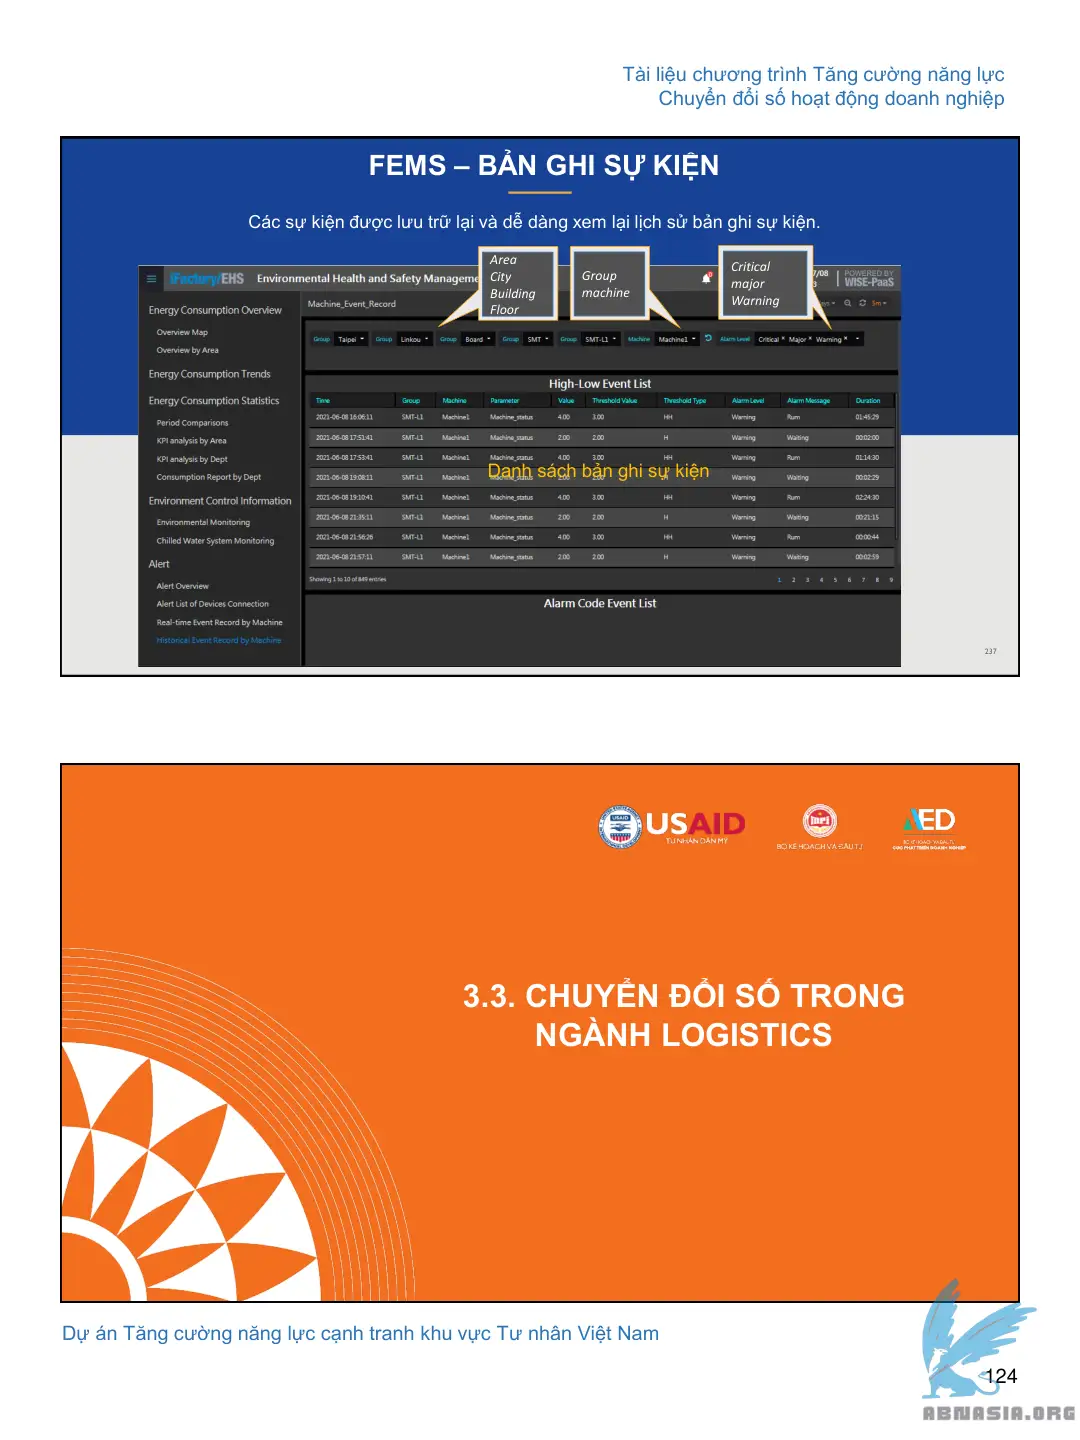 Tài liệu chương trình Tăng cường năng lực
Chuyển đổi số hoạt động doanh nghiệp
FEMS – BẢN GHI SỰ KIỆN
Các sự kiện được lưu trữ lại và dễ dàng xem lại lịch sử bản ghi sự kiện.
Area
City
Building
Floor
Group
machine
Critical
major
Warning
iFactory/EHS Environmental Health and Safety Manageme
7/08
3
POWERED BY
WISE-PaaS
Machine_Event_Record
5m
Energy Consumption Overview
Overview Map
Overview by Area
Energy Consumption Trends
Energy Consumption Statistics
Period Comparisons
KPI analysis by Area
KPI analysis by Dept
Consumption Report by Dept
Environment Control Information
Environmental Monitoring
Chilled Water System Monitoring
Alert
Alert Overview
Alert List of Devices Connection
Real-time Event Record by Machine
Historical Event Record by Machine
Group Taipei Group Linkou Group Board Group SMT Group SMT-L1 Machine Machine1 Alarm Level Critical × Major × Warning ×
High-Low Event List
Time Group Machine Parameter Value Threshold Value Threshold Type Alarm Level Alarm Message Duration
2021-06-08 16:06:11 SMT-L1 Machine1 Machine_status 4.00 3.00 HH Warning Rum 01:45:29
2021-06-08 17:51:41 SMT-L1 Machine1 Machine_status 2.00 2.00 H Warning Waiting 00:02:00
2021-06-08 17:53:41 SMT-L1 Machine1 Machine_status 4.00 3.00 HH Warning Rum 01:14:30
Danh sách bản ghi sự kiện
2021-06-08 19:08:11 SMT-L1 Machine1 Machine_status 2.00 2.00 H Warning Waiting 00:02:29
2021-06-08 19:10:41 SMT-L1 Machine1 Machine_status 4.00 3.00 HH Warning Rum 02:24:30
2021-06-08 21:35:11 SMT-L1 Machine1 Machine_status 2.00 2.00 H Warning Waiting 00:21:15
2021-06-08 21:56:26 SMT-L1 Machine1 Machine_status 4.00 3.00 HH Warning Rum 00:00:44
2021-06-08 21:57:11 SMT-L1 Machine1 Machine_status 2.00 2.00 H Warning Waiting 00:02:59
Showing 1 to 10 of 849 entries
1 2 3 4 5 6 7 8 9
Alarm Code Event List
237
USAID
TỪ NHÂN DÂN MỸ
BỘ KẾ HOẠCH VÀ ĐẦU TƯ
AED
BỘ KẾ HOẠCH VÀ ĐẦU TƯ
CỤC PHÁT TRIỂN DOANH NGHIỆP
3.3. CHUYỂN ĐỔI SỐ TRONG
NGÀNH LOGISTICS
Dự án Tăng cường năng lực cạnh tranh khu vực Tư nhân Việt Nam
124
ABNASIA.ORG